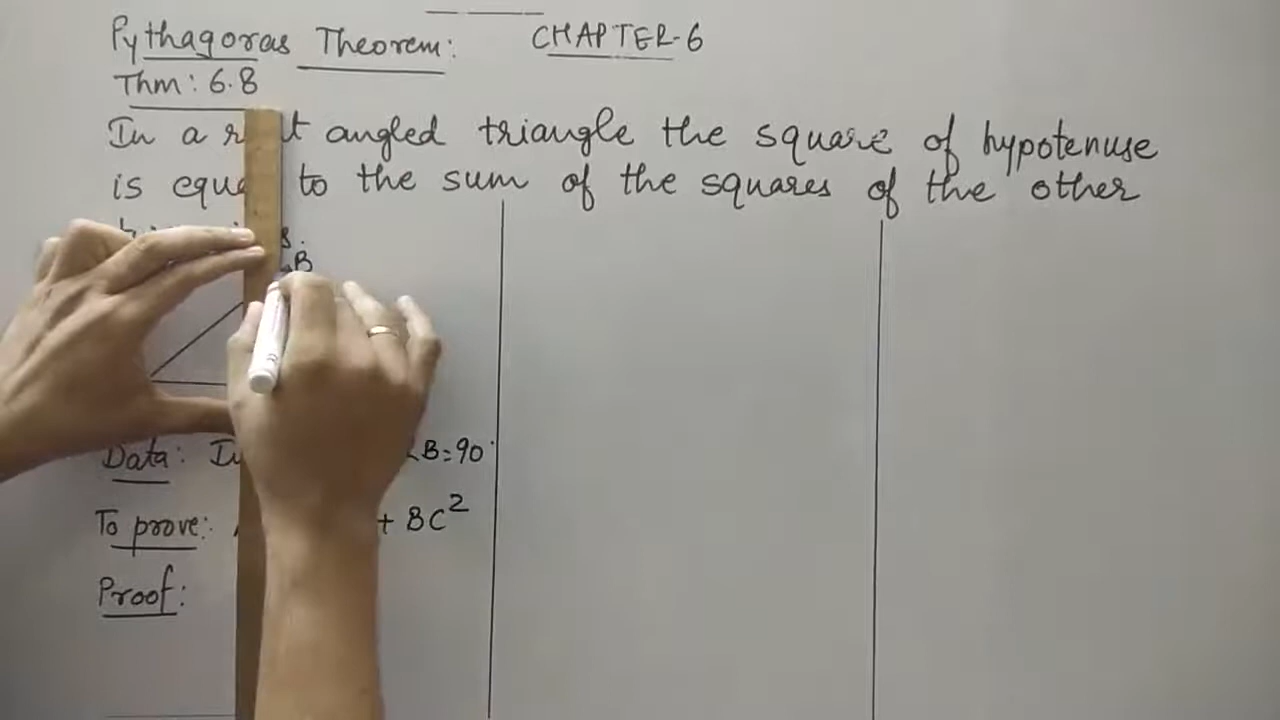 Pythagoras Theorem: CHAPTER-6
Thm: 6.8
In a angled triangle the square of hypotenuse
is to the sum of the squares of the other
B
Data: B=90°
To prove: + BC²
Proof: